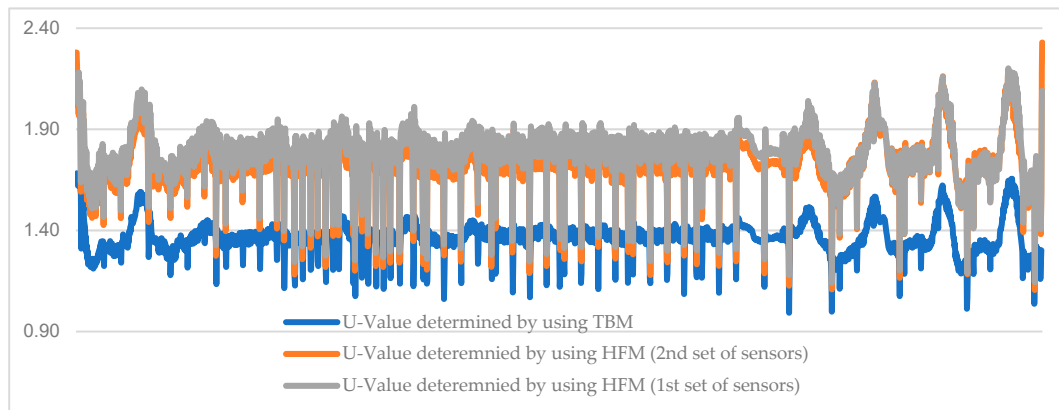 2.40
1.90
1.40
0.90
U-Value determined by using TBM
U-Value deteremnied by using HFM (2nd set of sensors)
U-Value deteremnied by using HFM (1st set of sensors)